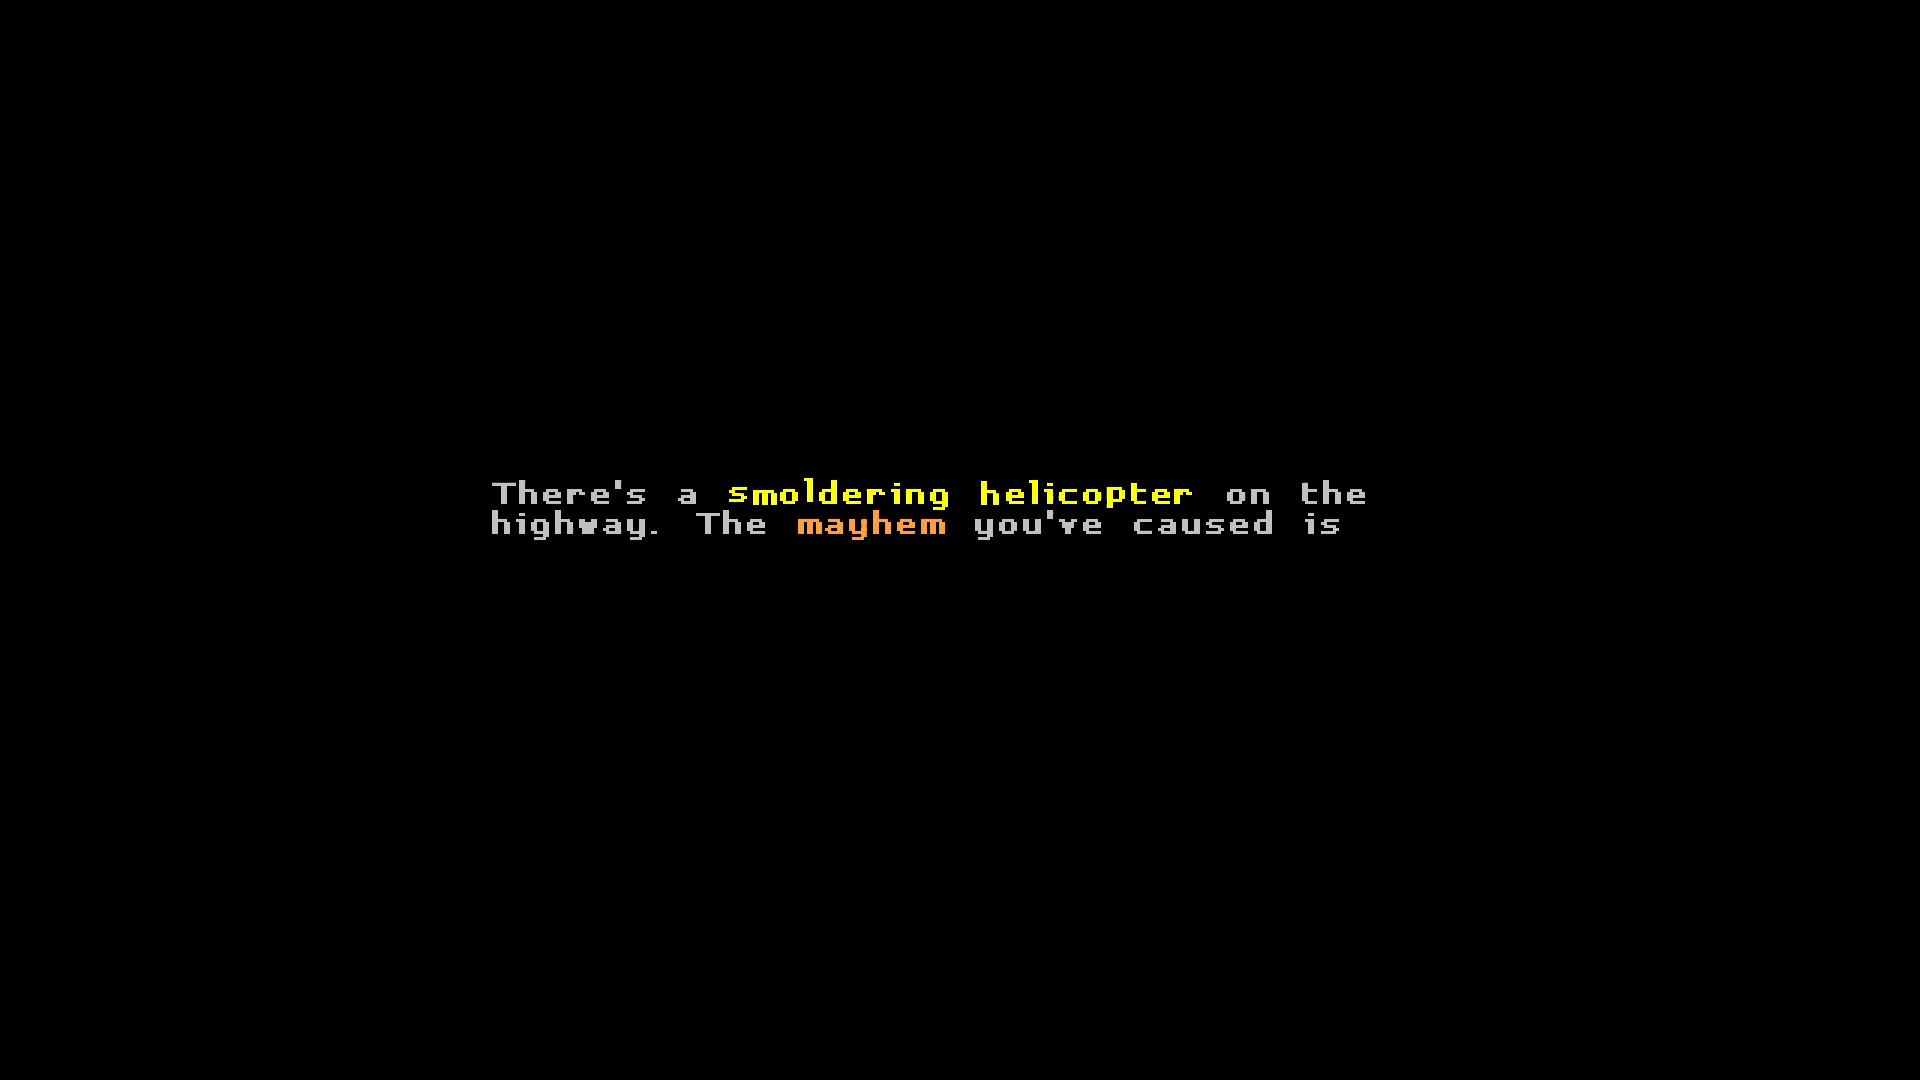 There's a smoldering helicopter on the
highway. The mayhem you've caused is